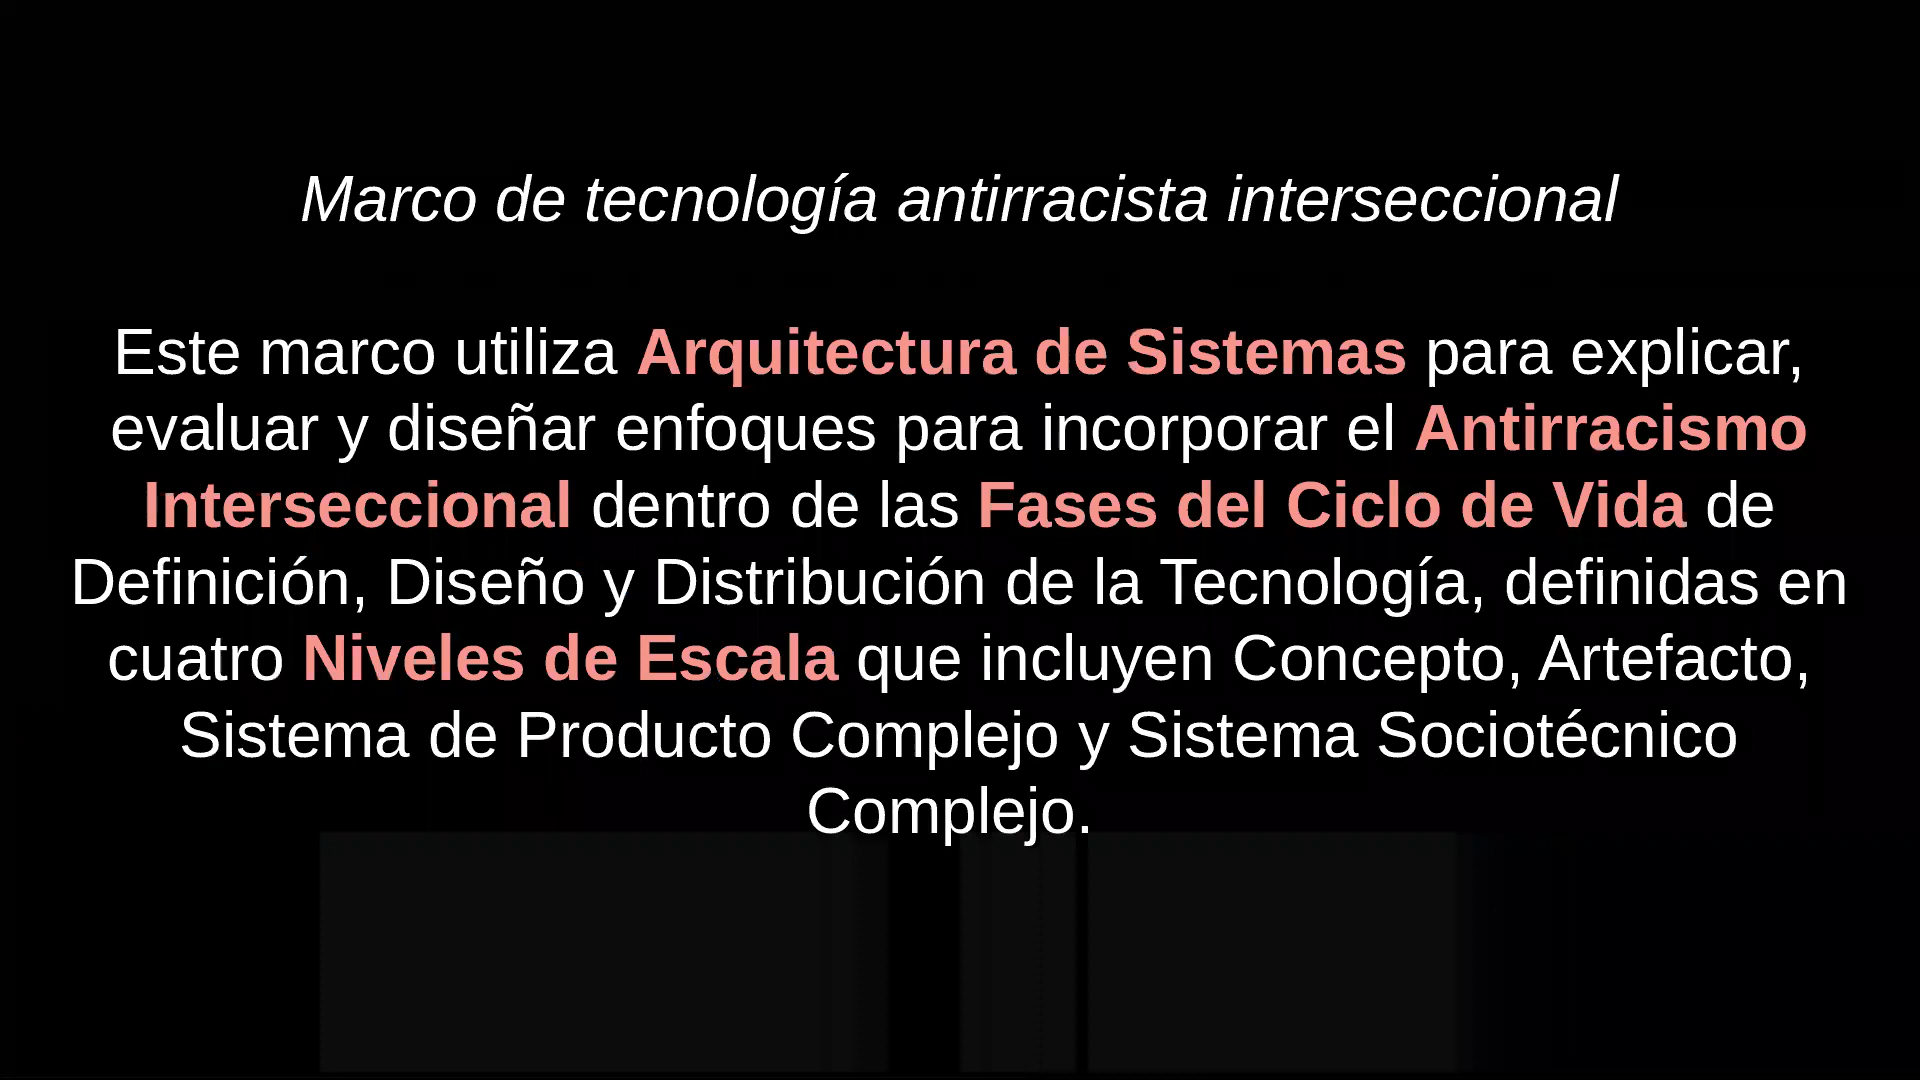 Marco de tecnología antirracista interseccional
Este marco utiliza Arquitectura de Sistemas para explicar,
evaluar y diseñar enfoques para incorporar el Antirracismo
Interseccional dentro de las Fases del Ciclo de Vida de
Definición, Diseño y Distribución de la Tecnología, definidas en
cuatro Niveles de Escala que incluyen Concepto, Artefacto,
Sistema de Producto Complejo y Sistema Sociotécnico
Complejo.